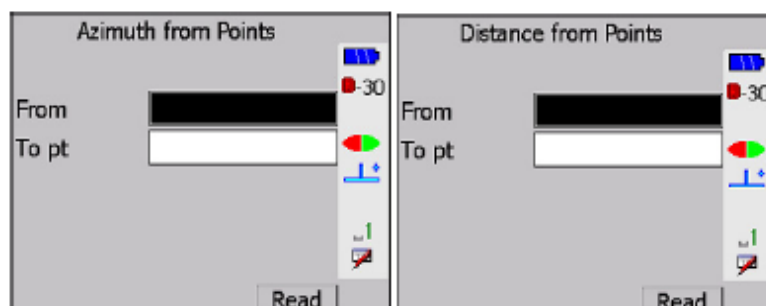 Azimuth from Points
-30
From
To pt
1
Read
Distance from Points
-30
From
To pt
1
Read